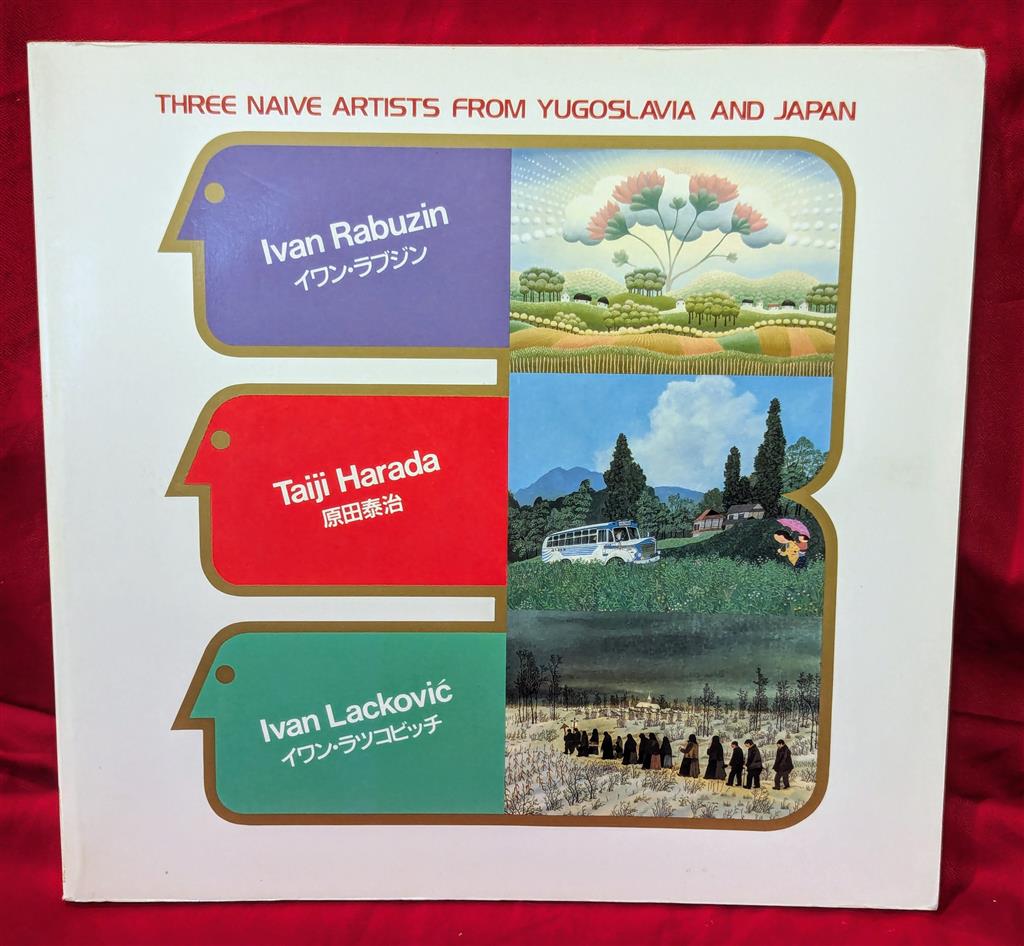 THREE NAIVE ARTISTS FROM YUGOSLAVIA AND JAPAN
Ivan Rabuzin
イワン・ラブジン
Taiji Harada
原田泰治
Ivan Lacković
イワン・ラツコビッチ